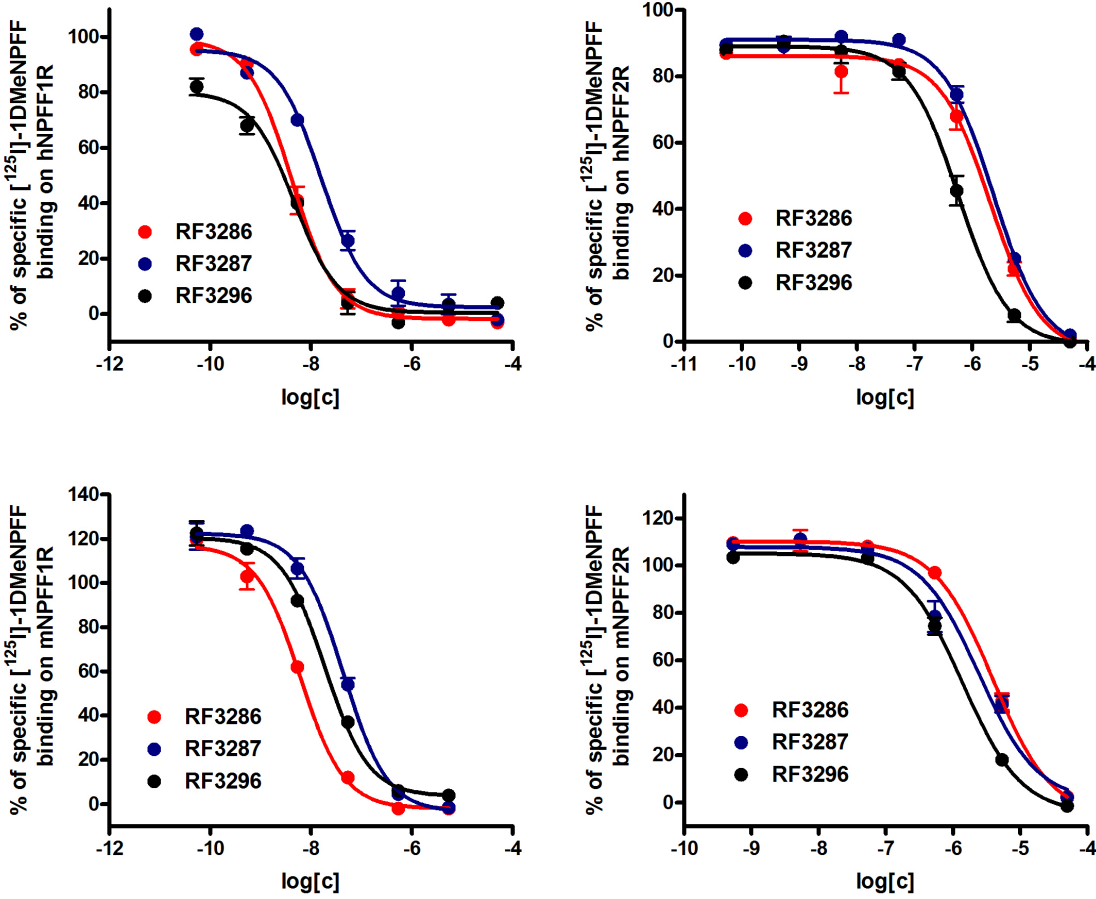 % of specific [¹²⁵I]-1DMeNPFF
binding on hNPFF1R
100
80
60
40
20
0
RF3286
RF3287
RF3296
-12 -10 -8 -6 -4
log[c]
% of specific [¹²⁵I]-1DMeNPFF
binding on hNPFF2R
100
80
60
40
20
0
RF3286
RF3287
RF3296
-11 -10 -9 -8 -7 -6 -5 -4
log[c]
% of specific [¹²⁵I]-1DMeNPFF
binding on mNPFF1R
140
120
100
80
60
40
20
0
RF3286
RF3287
RF3296
-12 -10 -8 -6 -4
log[c]
% of specific [¹²⁵I]-1DMeNPFF
binding on mNPFF2R
120
100
80
60
40
20
0
RF3286
RF3287
RF3296
-10 -9 -8 -7 -6 -5 -4
log[c]